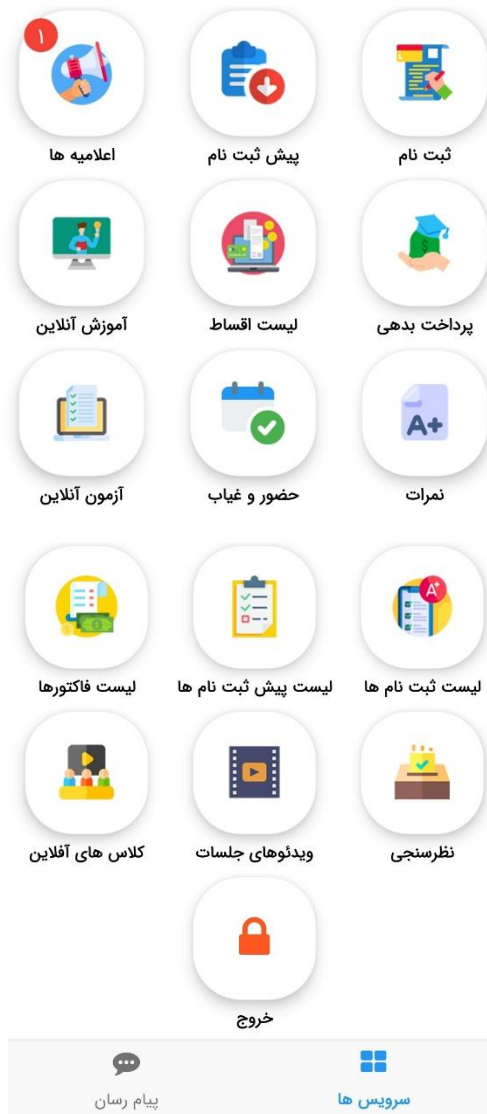 ۱
ثبت نام
پیش ثبت نام
اعلامیه ها
پرداخت بدهی
لیست اقساط
آموزش آنلاین
A+
نمرات
حضور و غیاب
آزمون آنلاین
A+
لیست ثبت نام ها
لیست پیش ثبت نام ها
لیست فاکتورها
نظرسنجی
ویدئوهای جلسات
کلاس های آفلاین
خروج
سرویس ها
پیام رسان